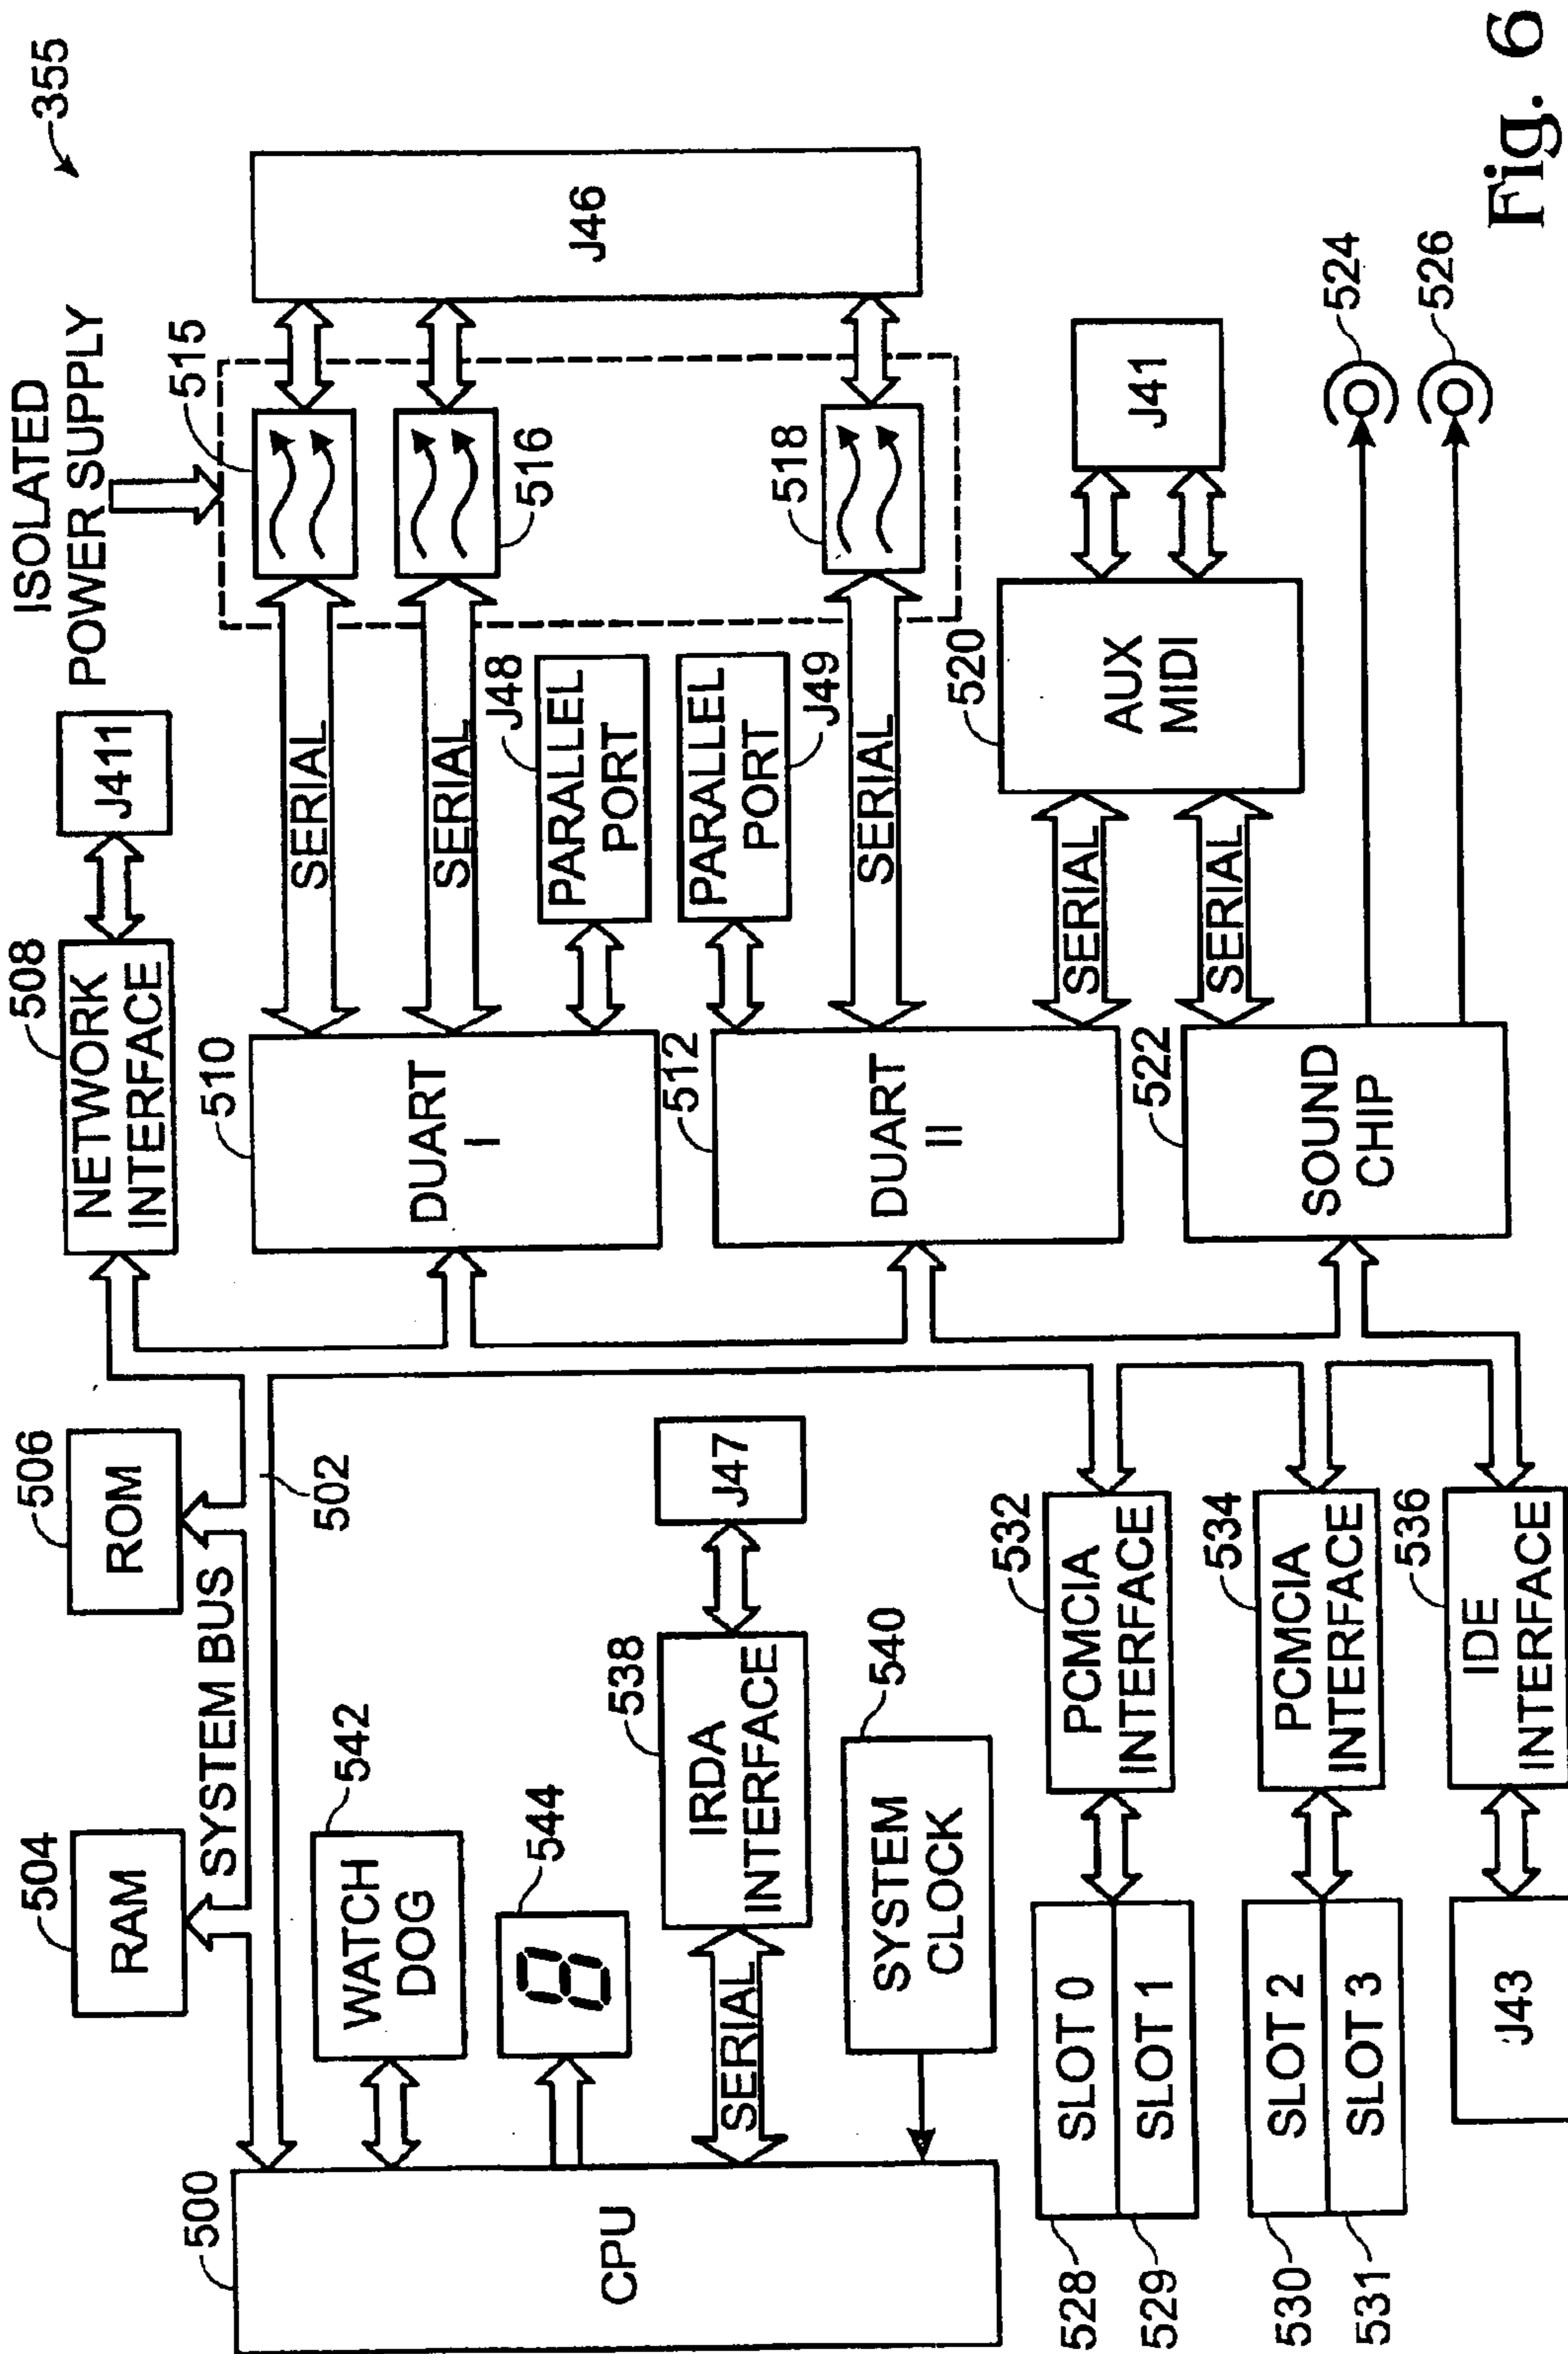 355
ISOLATED
POWER SUPPLY
504
RAM
506
ROM
508
NETWORK
INTERFACE
J411
SYSTEM BUS
502
500
CPU
542
WATCH
DOG
544
8
538
IRDA
INTERFACE
SERIAL
J47
540
SYSTEM
CLOCK
510
DUART
I
SERIAL
SERIAL
515
516
J46
J48
PARALLEL
PORT
512
DUART
II
PARALLEL
PORT
J49
SERIAL
518
SERIAL
520
AUX
MIDI
J41
522
SOUND
CHIP
SERIAL
524
526
528
SLOT 0
529
SLOT 1
532
PCMCIA
INTERFACE
530
SLOT 2
531
SLOT 3
534
PCMCIA
INTERFACE
J43
536
IDE
INTERFACE
Fig. 6